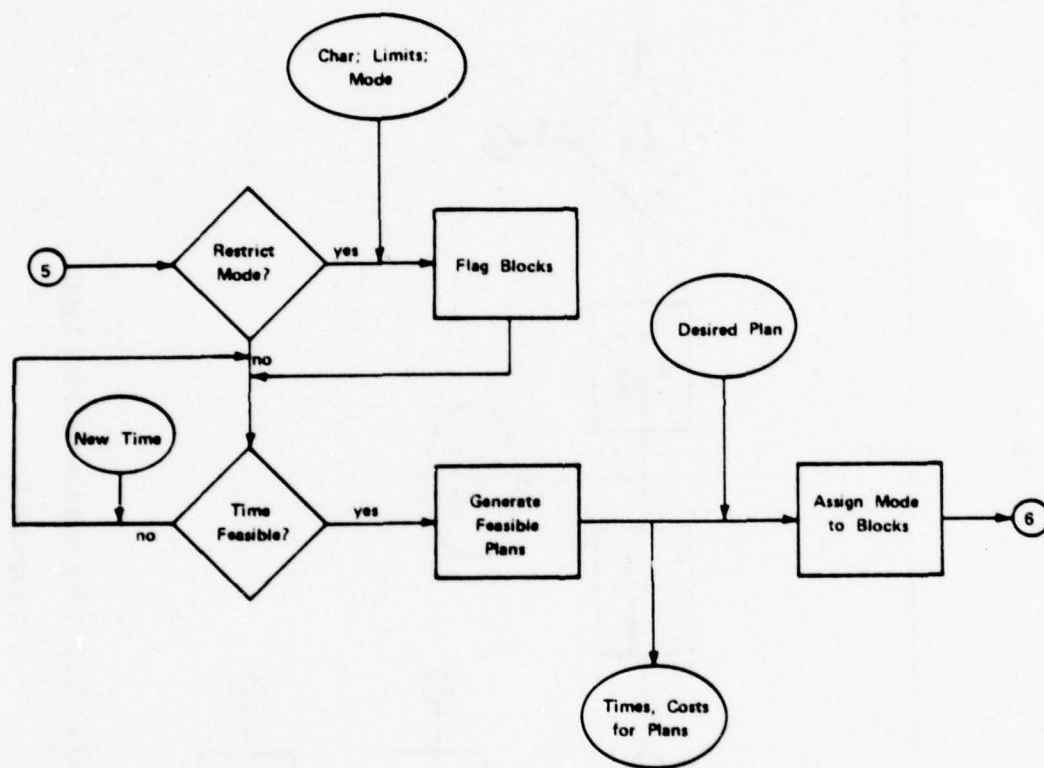 Char; Limits;
Mode
5
Restrict
Mode?
yes
Flag Blocks
no
Desired Plan
New Time
Time
Feasible?
no
yes
Generate
Feasible
Plans
Assign Mode
to Blocks
6
Times, Costs
for Plans